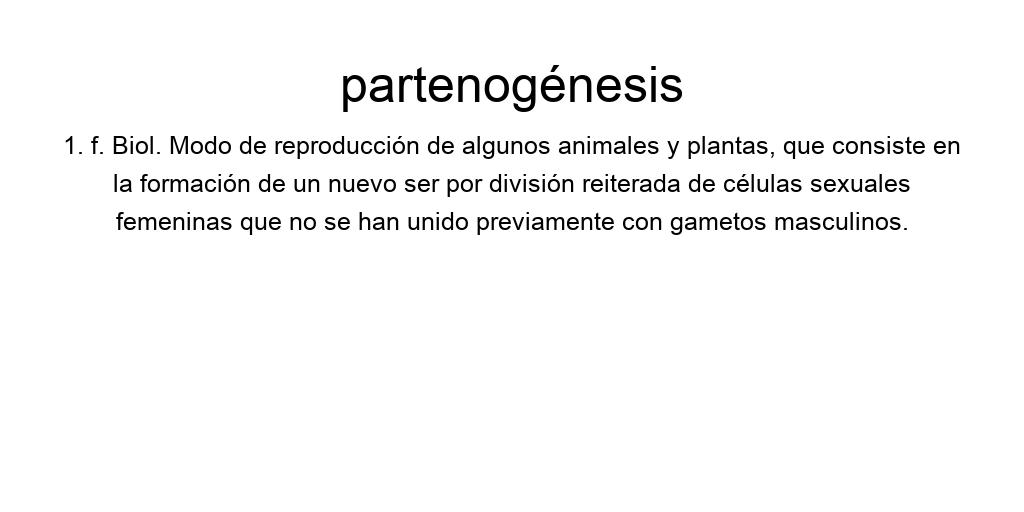 partenogénesis
1. f. Biol. Modo de reproducción de algunos animales y plantas, que consiste en
la formación de un nuevo ser por división reiterada de células sexuales
femeninas que no se han unido previamente con gametos masculinos.